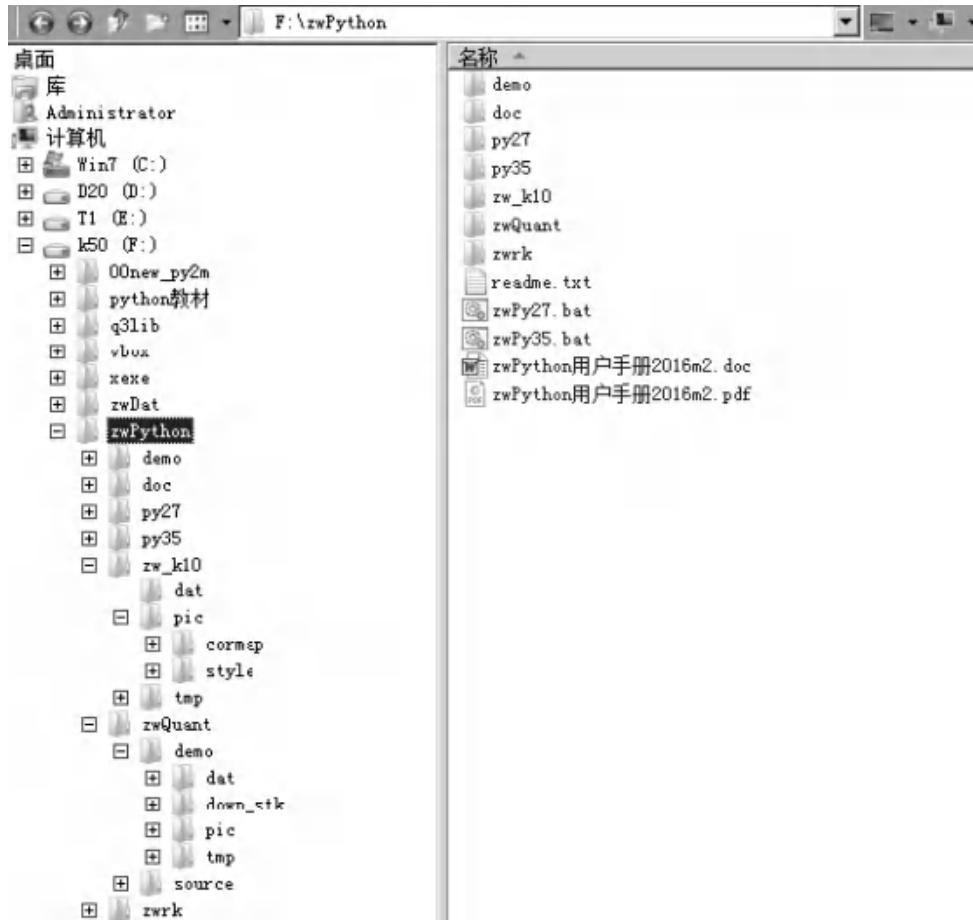 F:\zwPython
桌面
库
Administrator
计算机
Win7 (C:)
D20 (D:)
T1 (E:)
k50 (F:)
00new_py2m
python教材
q3lib
vbox
xexe
zwDat
zwPython
demo
doc
py27
py35
zw_k10
dat
pic
cormap
style
tmp
zwQuant
demo
dat
down_stk
pic
tmp
source
zwrk
名称
demo
doc
py27
py35
zw_k10
zwQuant
zwrk
readme.txt
zwPy27.bat
zwPy35.bat
zwPython用户手册2016m2.doc
zwPython用户手册2016m2.pdf